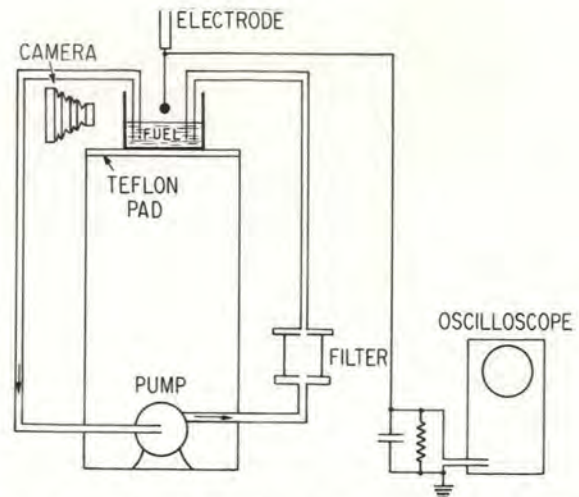 ELECTRODE
CAMERA
FUEL
TEFLON
PAD
OSCILLOSCOPE
FILTER
PUMP